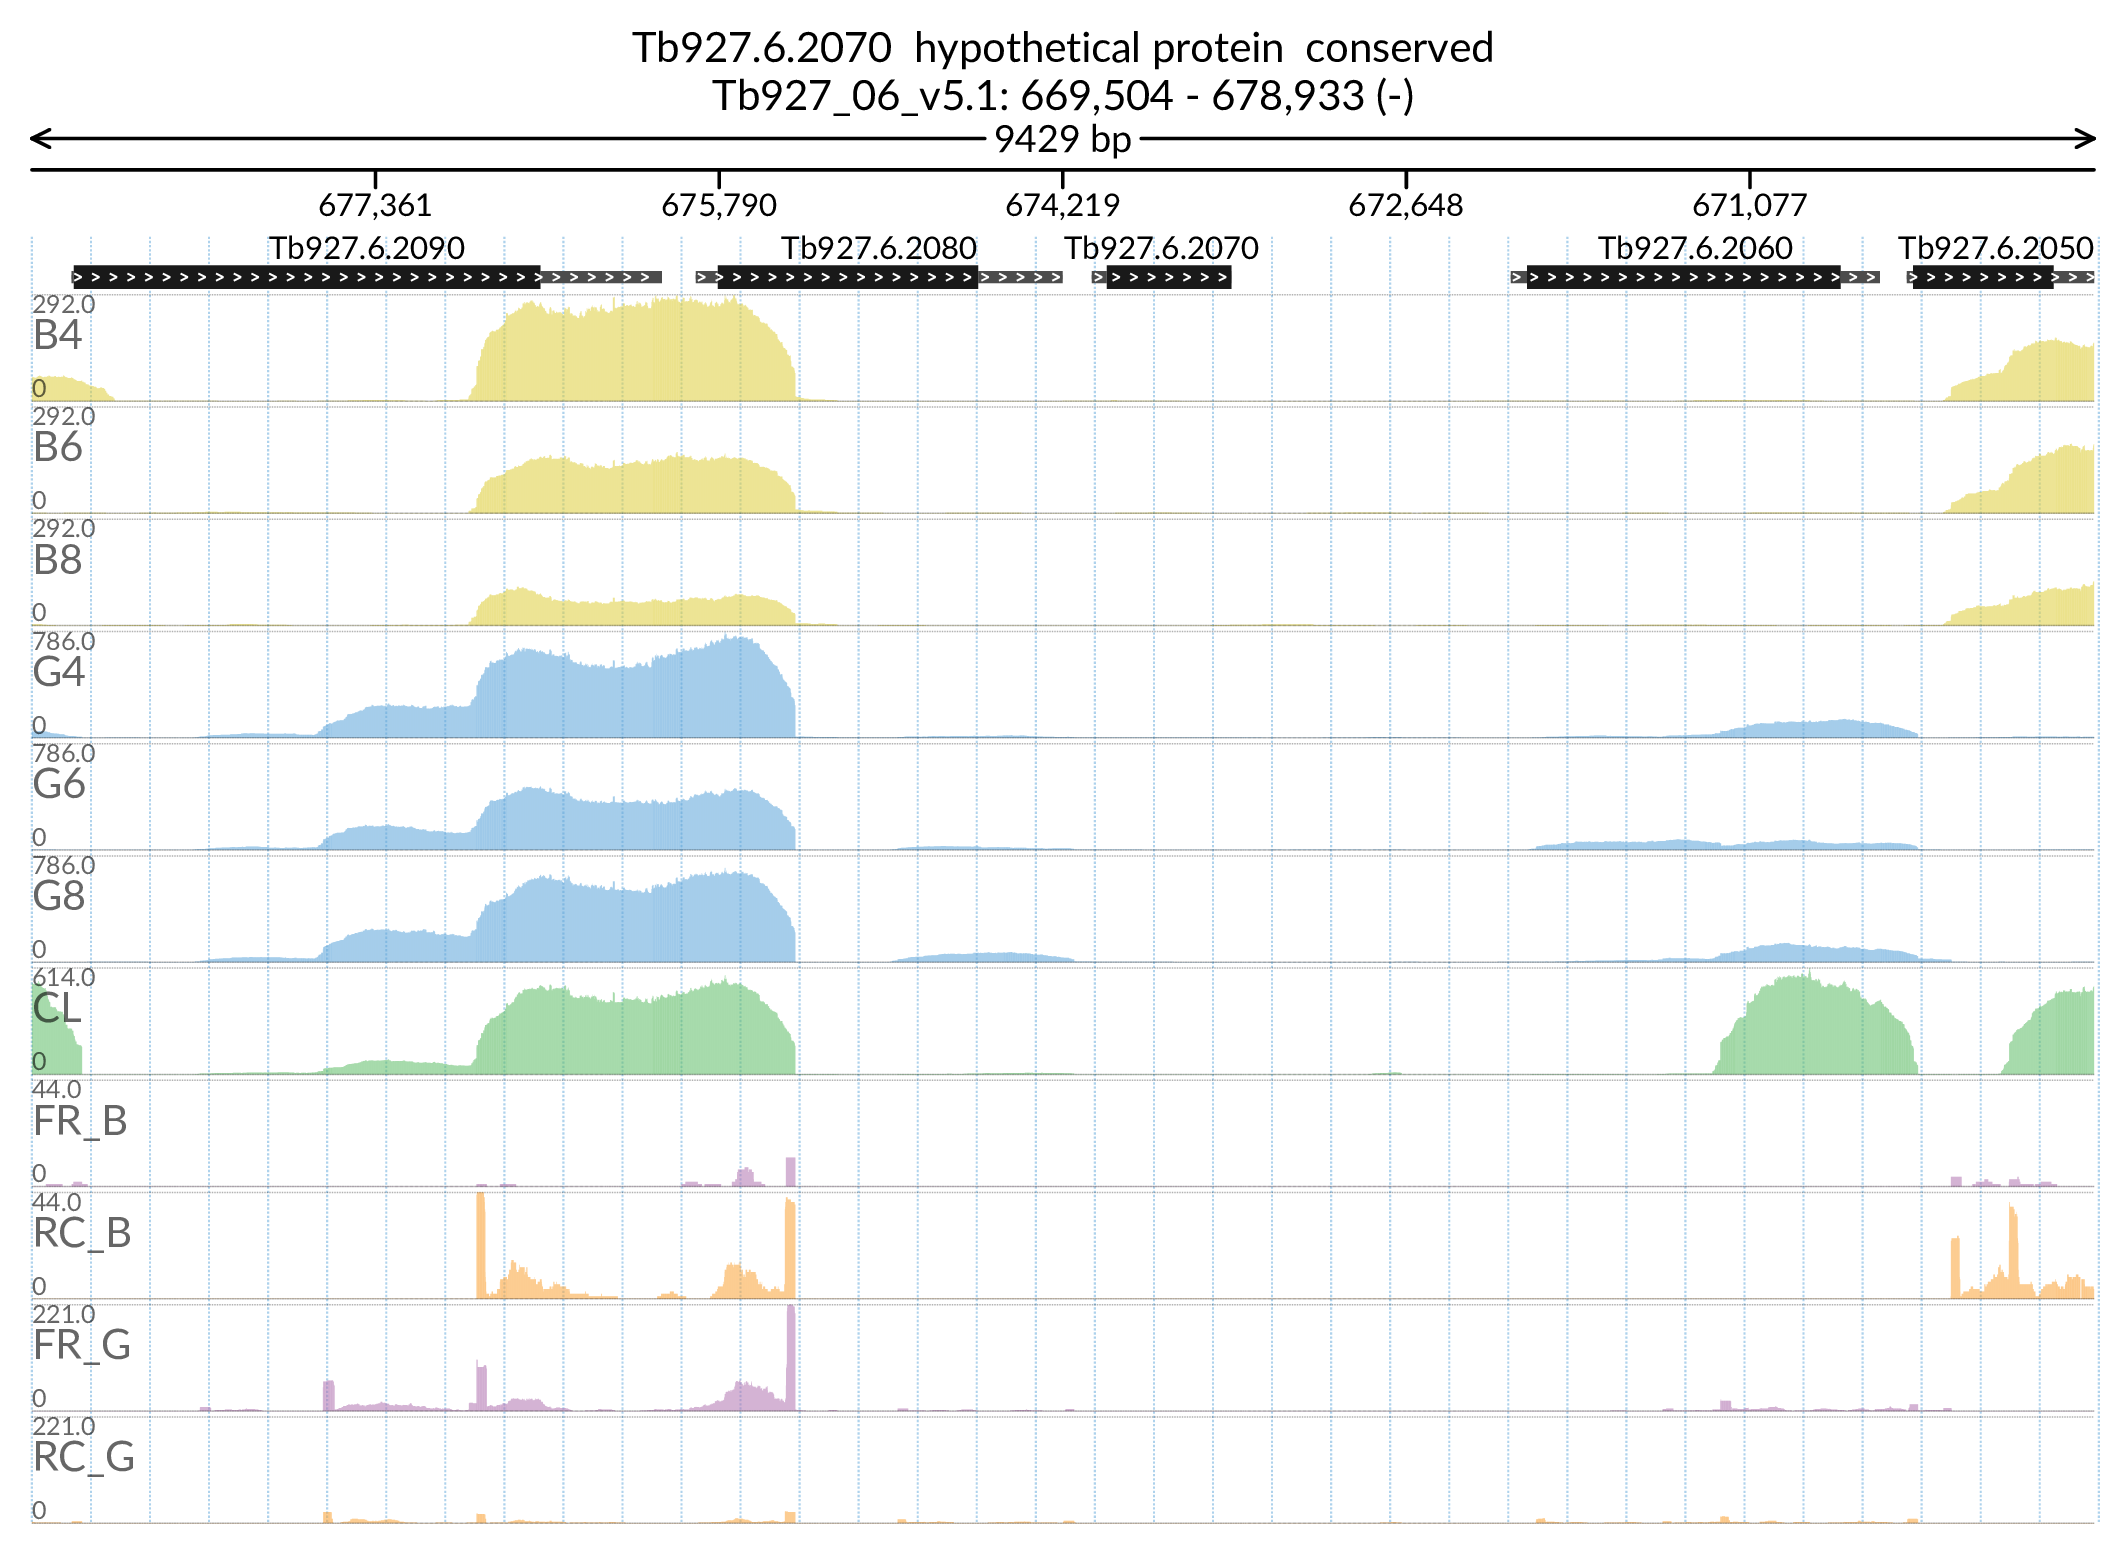 Tb927.6.2070 hypothetical protein conserved
Tb927_06_v5.1: 669,504 - 678,933 (-)
9429 bp
677,361 675,790 674,219 672,648 671,077
Tb927.6.2090 Tb927.6.2080 Tb927.6.2070 Tb927.6.2060 Tb927.6.2050
292.0
B4
0
292.0
B6
0
292.0
B8
0
786.0
G4
0
786.0
G6
0
786.0
G8
0
614.0
CL
0
44.0
FR_B
0
44.0
RC_B
0
221.0
FR_G
0
221.0
RC_G
0